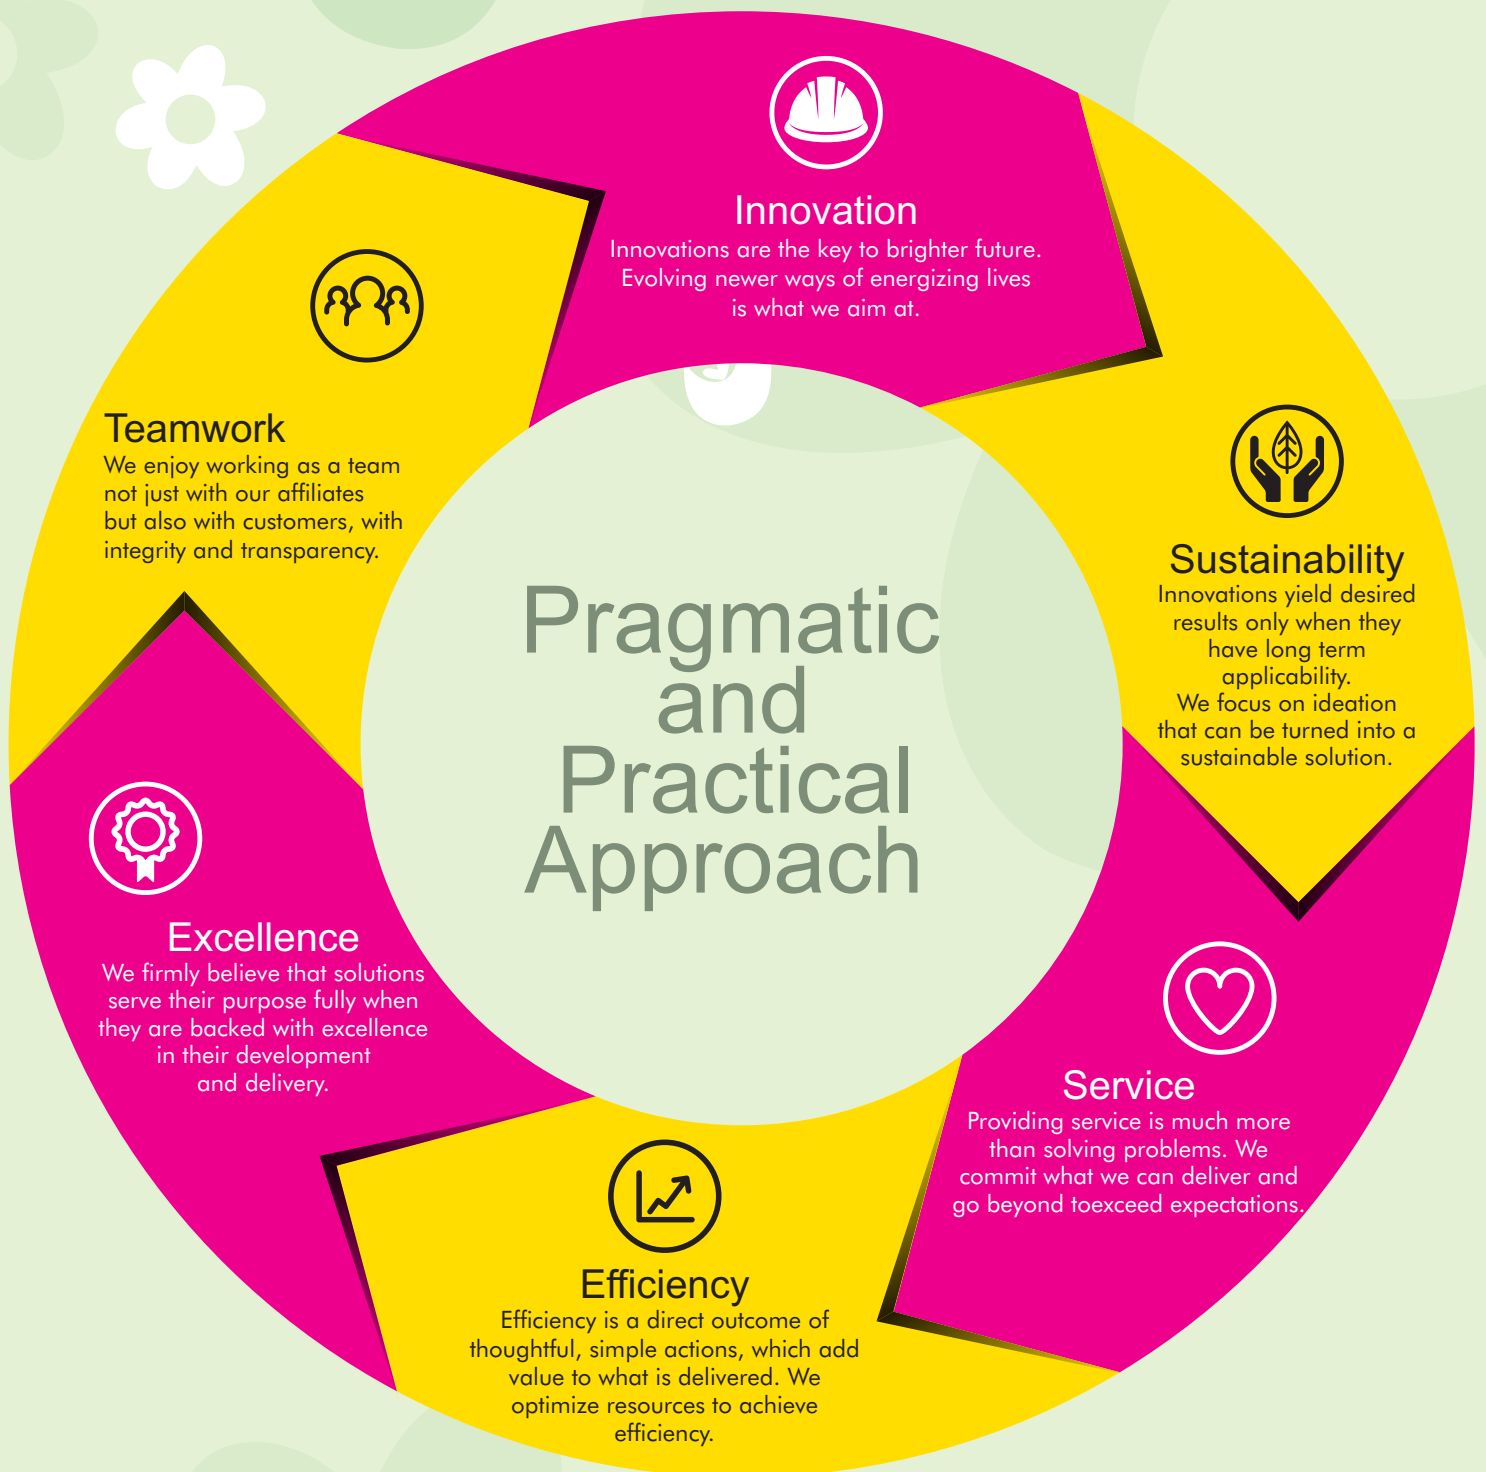 Innovation
Innovations are the key to brighter future.
Evolving newer ways of energizing lives
is what we aim at.
Sustainability
Innovations yield desired
results only when they
have long term
applicability.
We focus on ideation
that can be turned into a
sustainable solution.
Service
Providing service is much more
than solving problems. We
commit what we can deliver and
go beyond toexceed expectations.
Efficiency
Efficiency is a direct outcome of
thoughtful, simple actions, which add
value to what is delivered. We
optimize resources to achieve
efficiency.
Excellence
We firmly believe that solutions
serve their purpose fully when
they are backed with excellence
in their development
and delivery.
Teamwork
We enjoy working as a team
not just with our affiliates
but also with customers, with
integrity and transparency.
Pragmatic
and
Practical
Approach